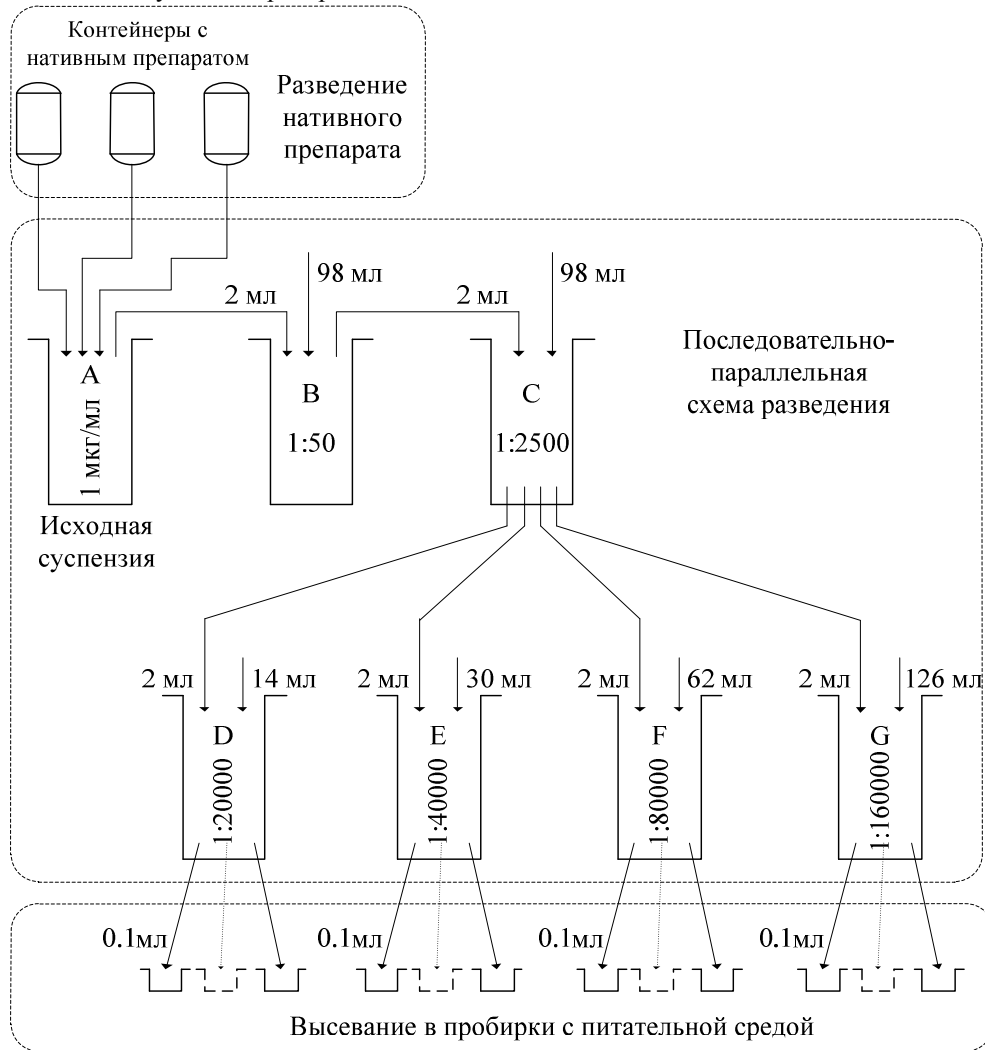 Контейнеры с
нативным препаратом
Разведение
нативного
препарата
98 мл
98 мл
2 мл
2 мл
Последовательно-
параллельная
схема разведения
A
B
C
1 мкг/мл
1:50
1:2500
Исходная
суспензия
2 мл
14 мл
2 мл
30 мл
2 мл
62 мл
2 мл
126 мл
D
E
F
G
1:20000
1:40000
1:80000
1:160000
0.1мл
0.1мл
0.1мл
0.1мл
Высевание в пробирки с питательной средой